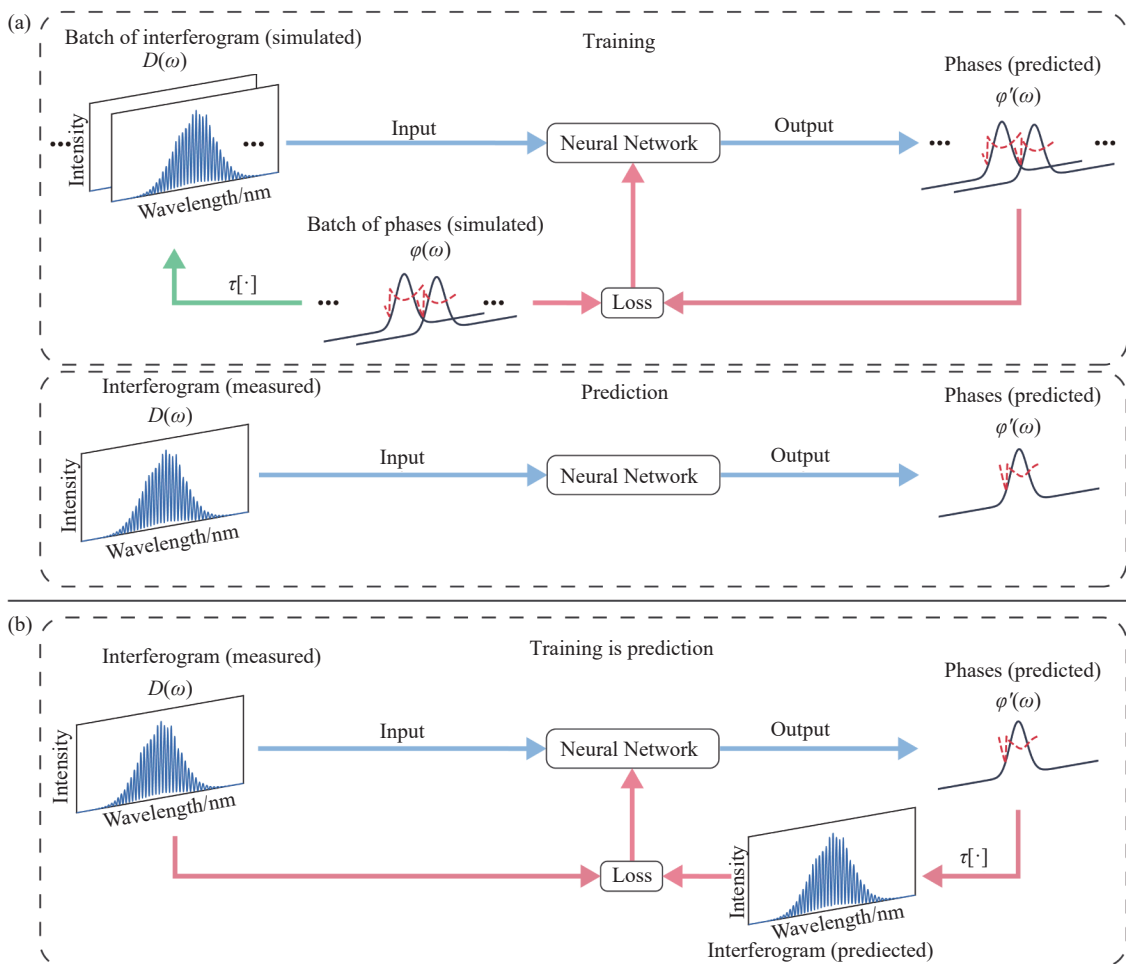 (a)
Batch of interferogram (simulated)
D(ω)
Training
Phases (predicted)
φ′(ω)
Intensity
Wavelength/nm
Input
Neural Network
Output
Batch of phases (simulated)
φ(ω)
τ[·]
Loss
Interferogram (measured)
D(ω)
Prediction
Phases (predicted)
φ′(ω)
Intensity
Wavelength/nm
Input
Neural Network
Output
(b)
Interferogram (measured)
D(ω)
Training is prediction
Phases (predicted)
φ′(ω)
Intensity
Wavelength/nm
Input
Neural Network
Output
τ[·]
Loss
Intensity
Wavelength/nm
Interferogram (prediected)